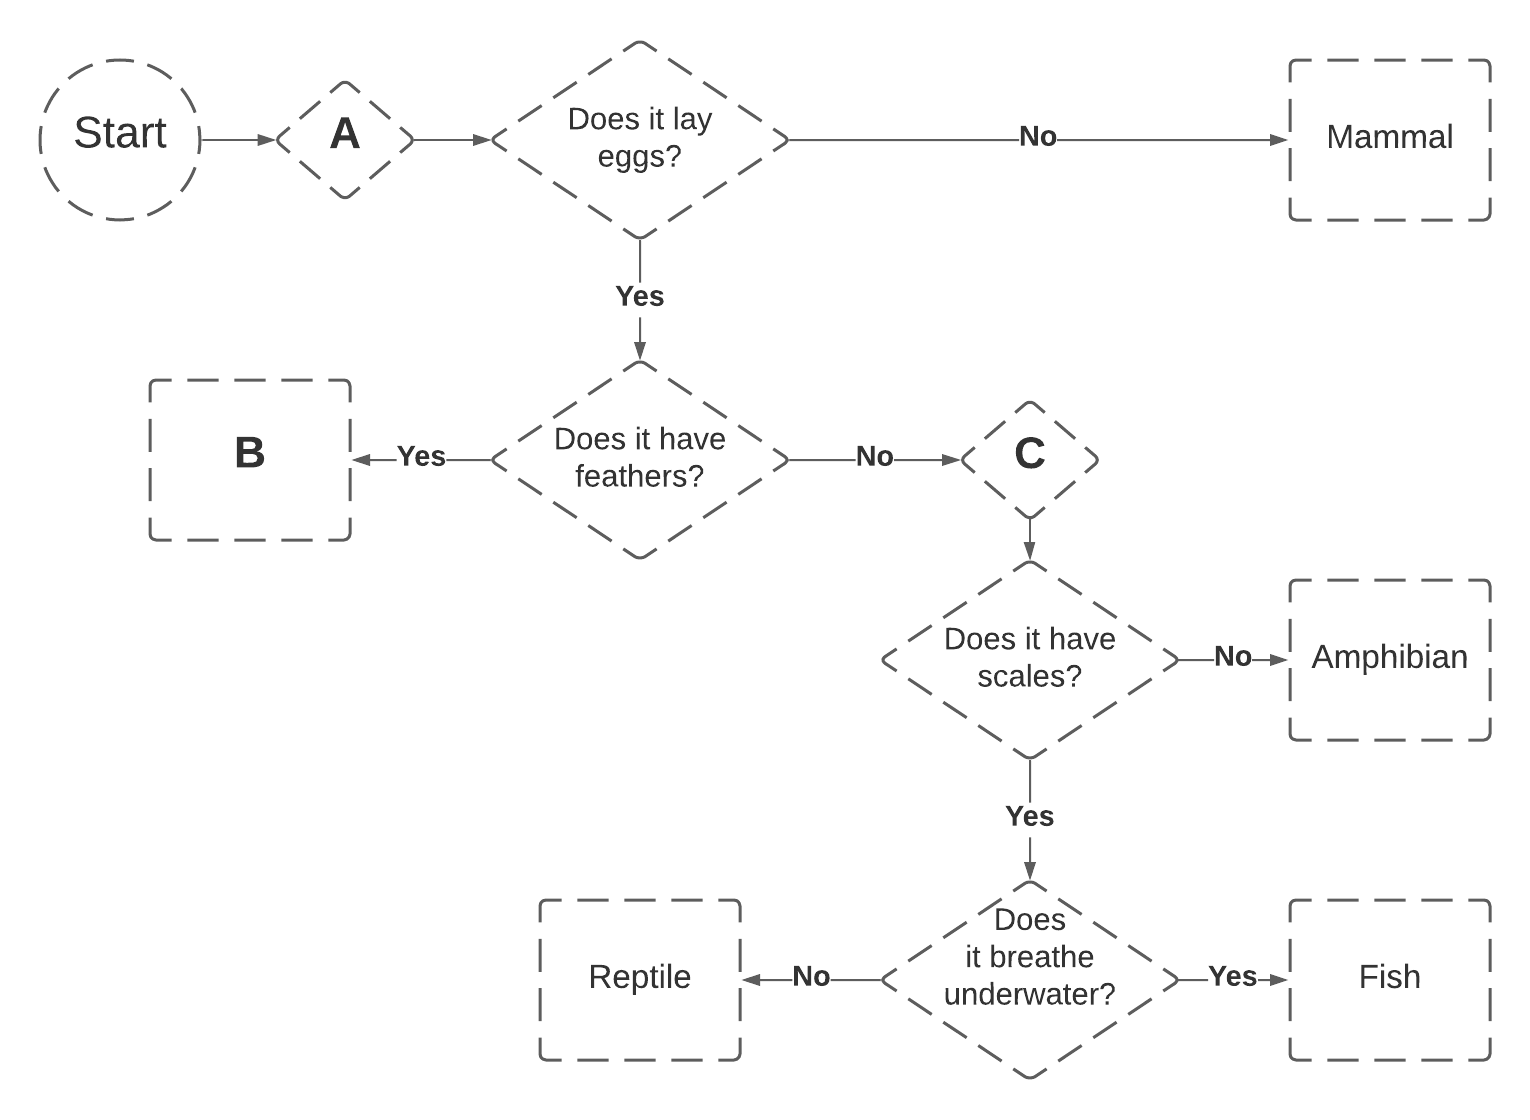 Start
A
Does it lay
eggs?
No
Mammal
Yes
B
Yes
Does it have
feathers?
No
C
Does it have
scales?
No
Amphibian
Yes
Reptile
No
Does
it breathe
underwater?
Yes
Fish